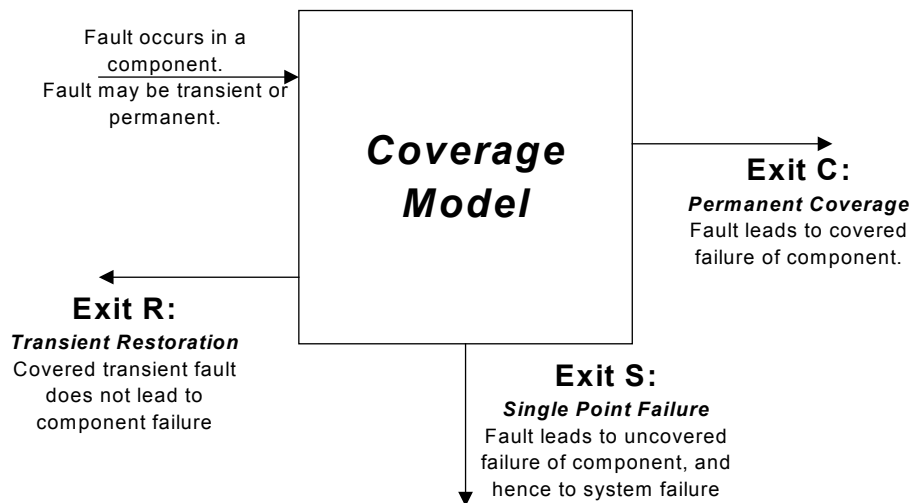 Fault occurs in a
component.
Fault may be transient or
permanent.
Coverage
Model
Exit C:
Permanent Coverage
Fault leads to covered
failure of component.
Exit R:
Transient Restoration
Covered transient fault
does not lead to
component failure
Exit S:
Single Point Failure
Fault leads to uncovered
failure of component, and
hence to system failure